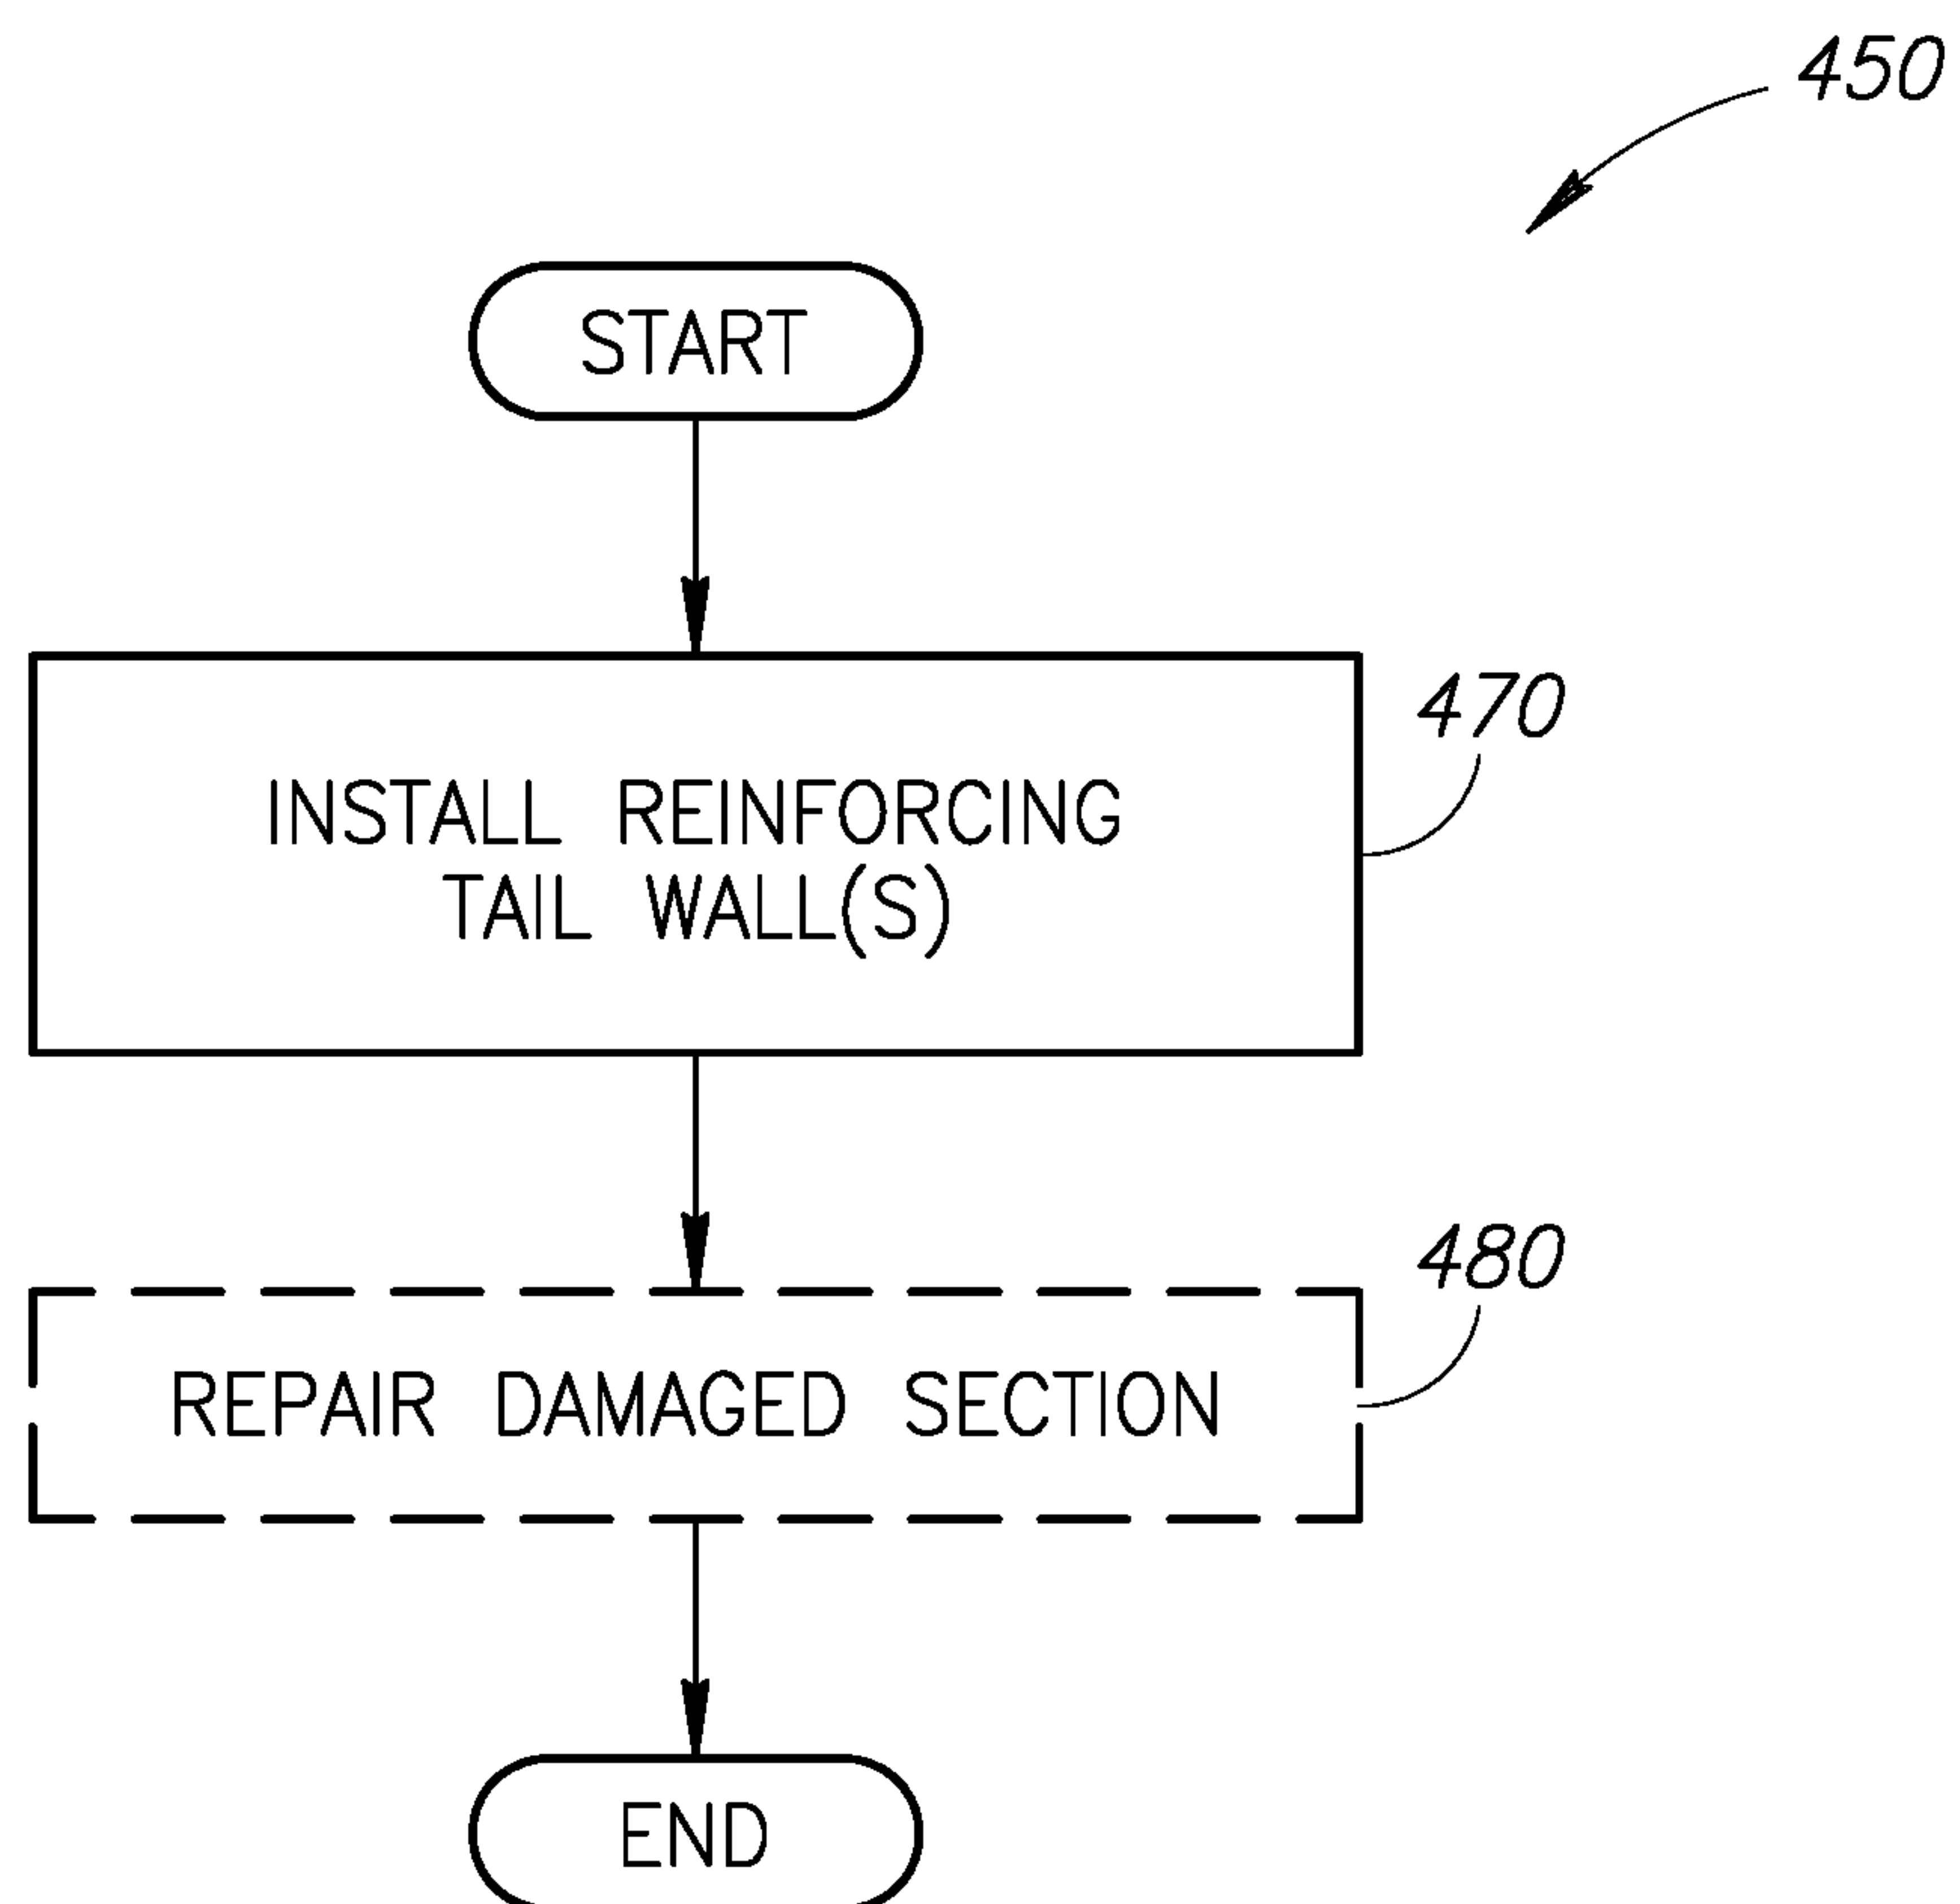 450
START
470
INSTALL REINFORCING
TAIL WALL(S)
480
REPAIR DAMAGED SECTION
END